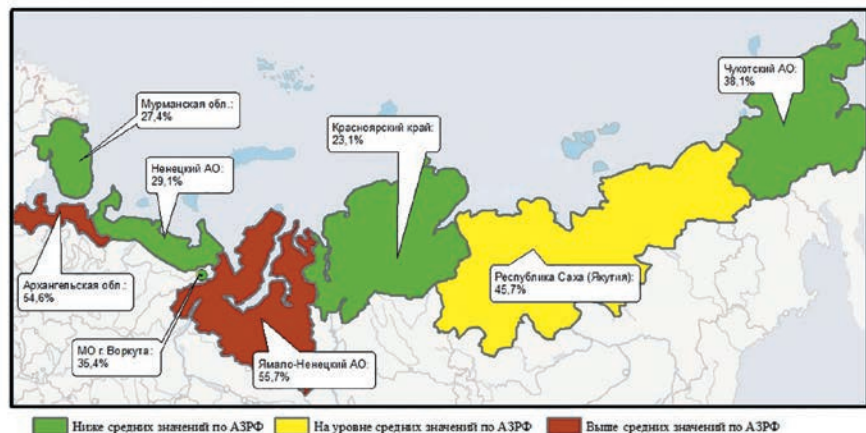 Чукотский АО:
38,1%
Мурманская обл.:
27,4%
Красноярский край:
23,1%
Ненецкий АО:
29,1%
Республика Саха (Якутия):
45,7%
Архангельская обл.:
54,6%
МО г. Воркута:
35,4%
Ямало-Ненецкий АО:
55,7%
Ниже средних значений по АЗРФ
На уровне средних значений по АЗРФ
Выше средних значений по АЗРФ